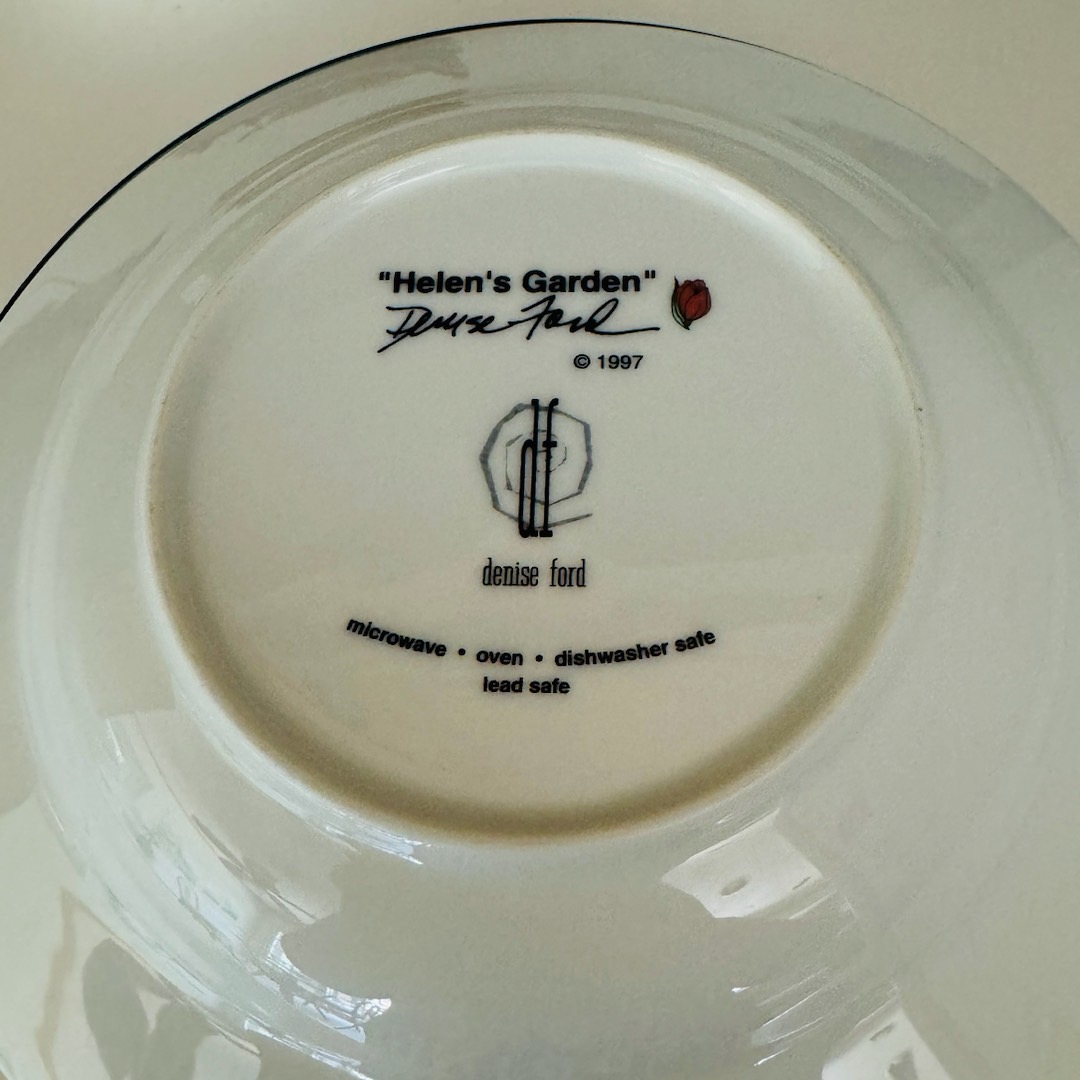 "Helen's Garden"
Denise Ford
© 1997
df
denise ford
microwave • oven • dishwasher safe
lead safe